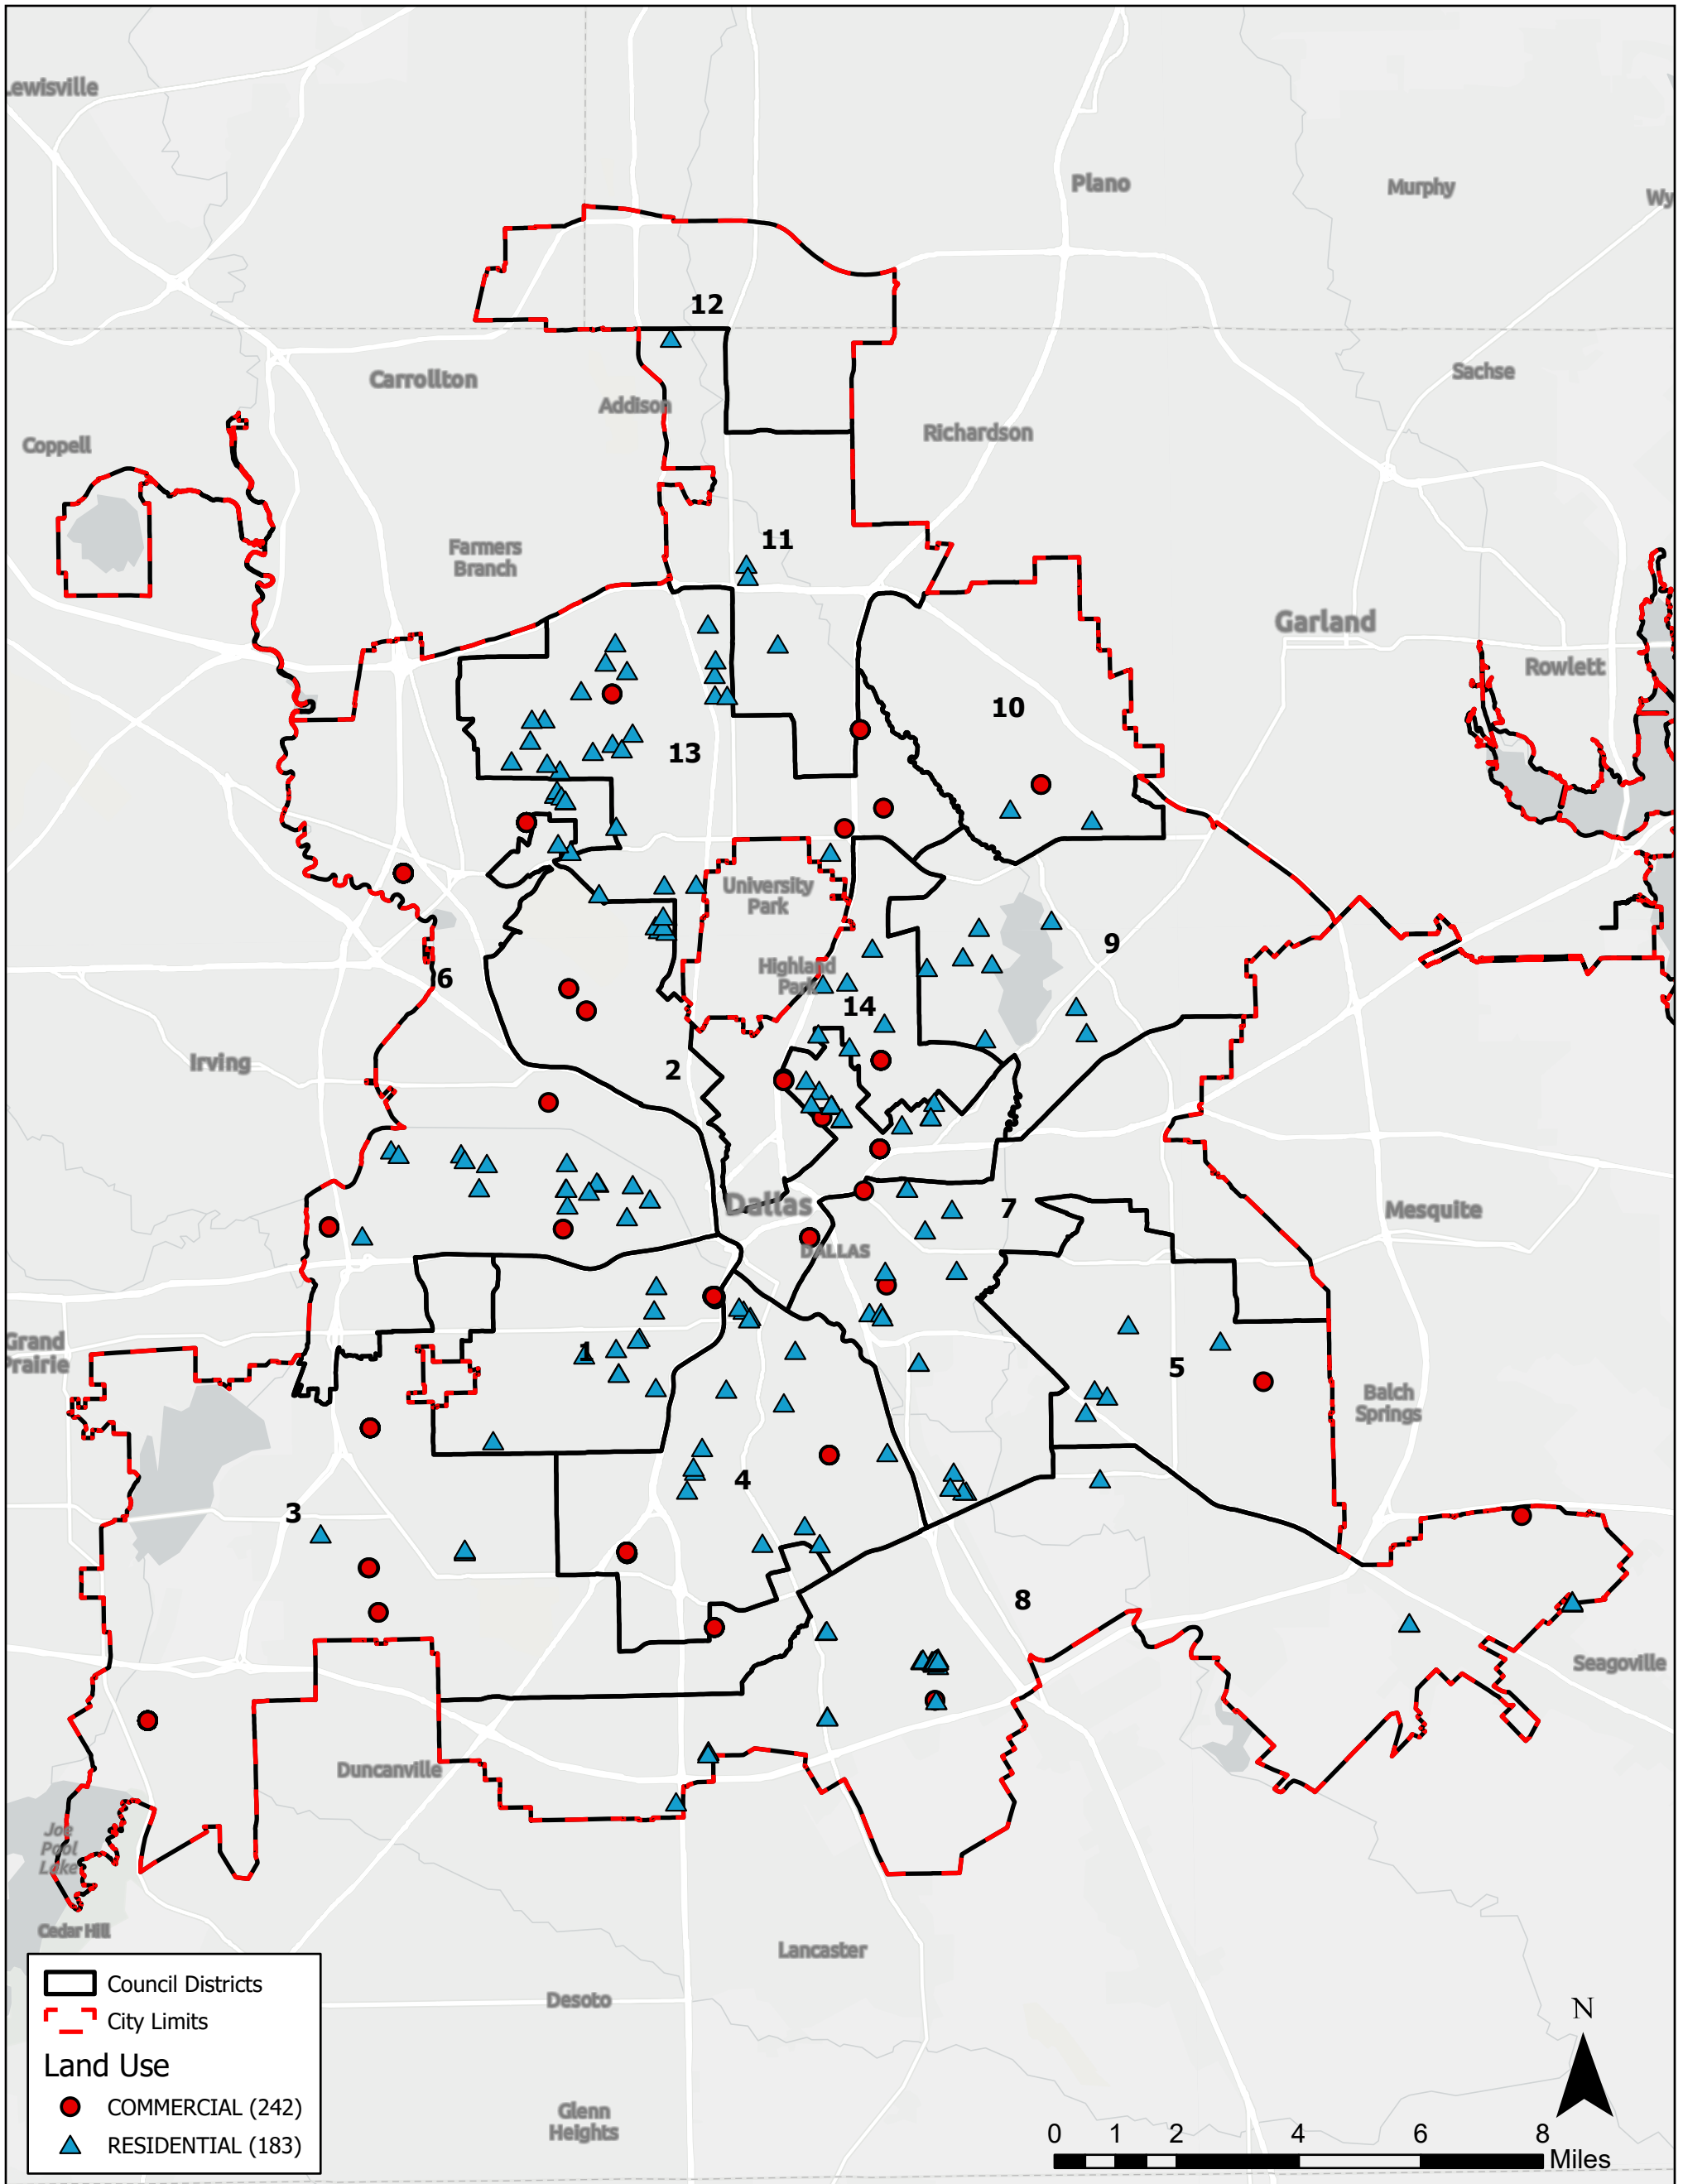 Lewisville
Plano
Murphy
Wy
12
Carrollton
Addison
Sachse
Coppell
Richardson
11
Farmers
Branch
Garland
Rowlett
10
13
University
Park
9
6
Highland
Park
14
Irving
2
Dallas
7
Mesquite
DALLAS
Grand
Prairie
1
5
Balch
Springs
4
3
8
Seagoville
Duncanville
Joe
Pool
Lake
Cedar Hill
Lancaster
Desoto
Glenn
Heights
Council Districts
City Limits
Land Use
COMMERCIAL (242)
RESIDENTIAL (183)
N
0 1 2 4 6 8
Miles